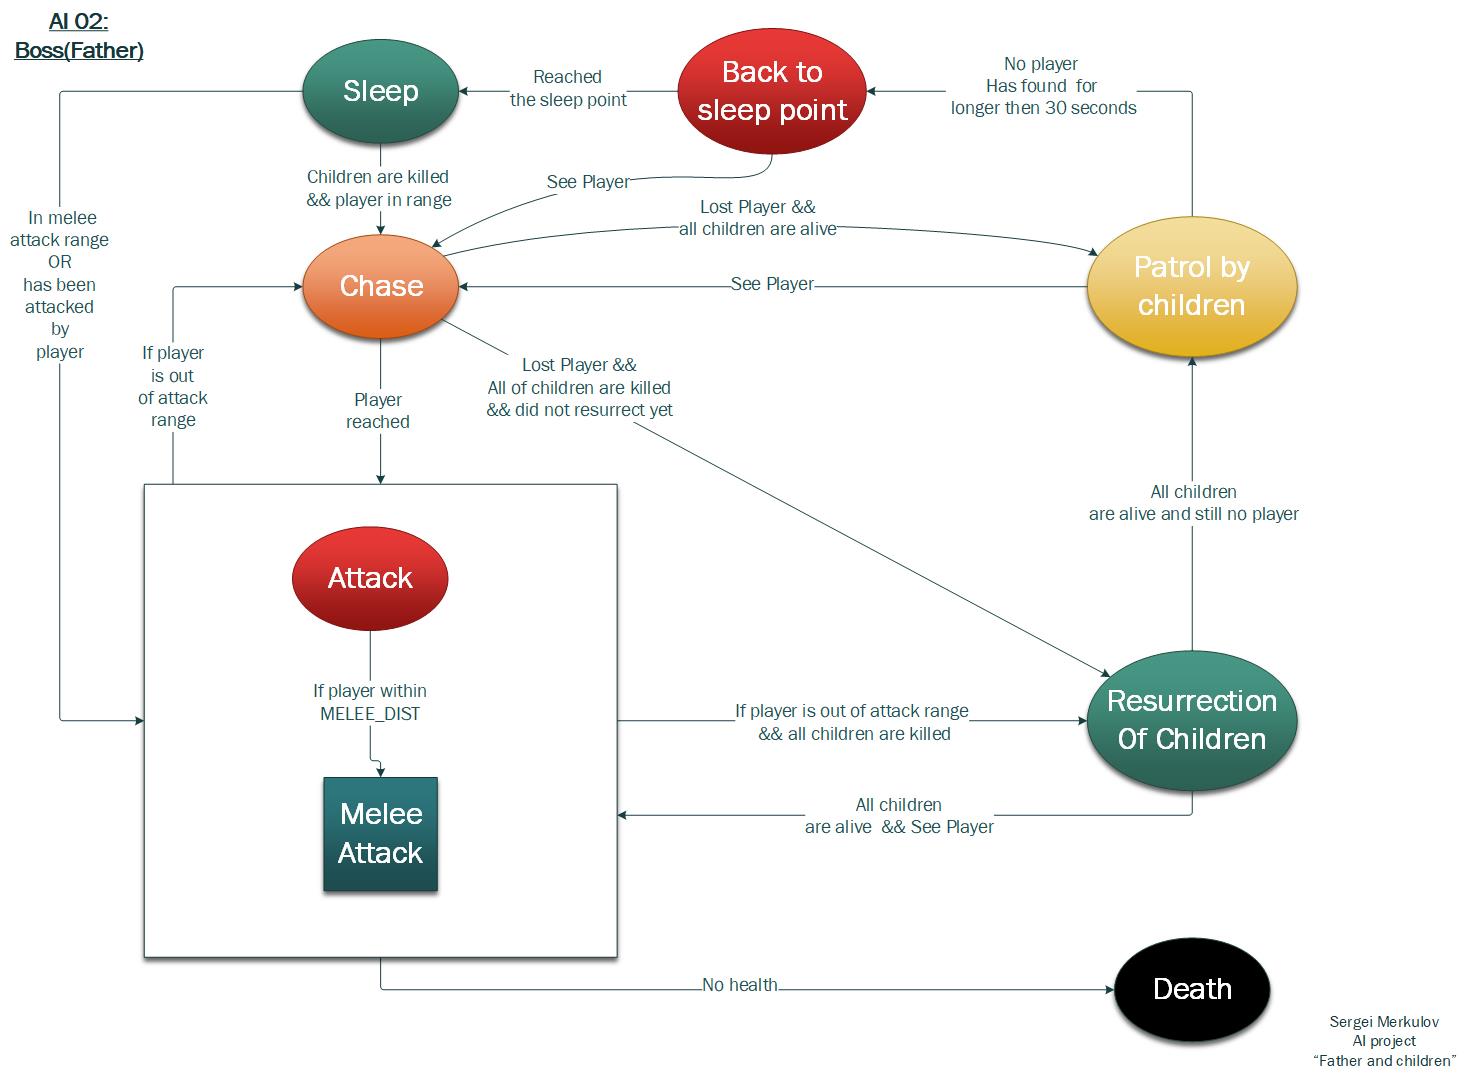 AI 02:
Boss(Father)
Sleep
Reached
the sleep point
Back to
sleep point
No player
Has found  for
longer then 30 seconds
Children are killed
&& player in range
See Player
Lost Player &&
all children are alive
In melee
attack range
OR
has been
attacked
by
player
Chase
See Player
Patrol by
children
If player
is out
of attack
range
Player
reached
Lost Player &&
All of children are killed
&& did not resurrect yet
All children
are alive and still no player
Attack
If player within
MELEE_DIST
Melee
Attack
If player is out of attack range
&& all children are killed
Resurrection
Of Children
All children
are alive  && See Player
No health
Death
Sergei Merkulov
AI project
“Father and children”